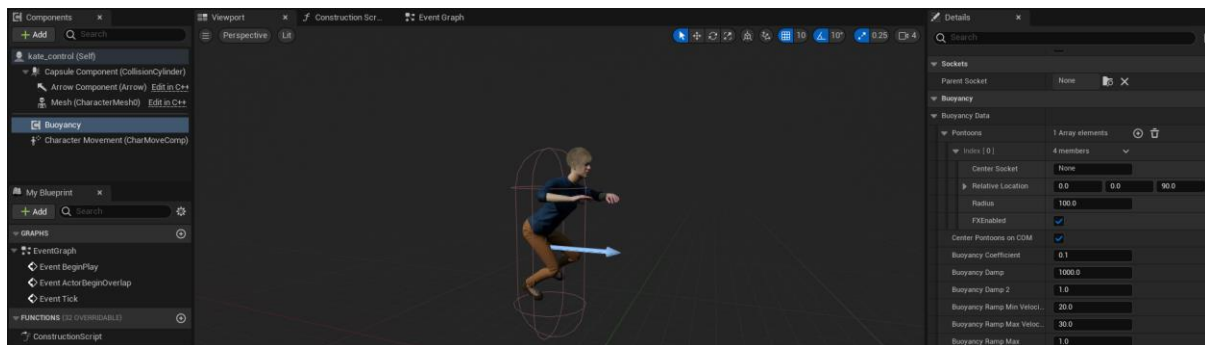 Components
+ Add
Search
kate_control (Self)
Capsule Component (CollisionCylinder)
Arrow Component (Arrow) Edit in C++
Mesh (CharacterMesh0) Edit in C++
Buoyancy
Character Movement (CharMoveComp)
My Blueprint
+ Add
Search
GRAPHS
EventGraph
Event BeginPlay
Event ActorBeginOverlap
Event Tick
FUNCTIONS (32 OVERRIDABLE)
ConstructionScript
Viewport
Construction Scr...
Event Graph
Perspective
Lit
10
10°
0.25
4
Details
Search
Sockets
Parent Socket None
Buoyancy
Buoyancy Data
Pontoons 1 Array elements
Index [ 0 ] 4 members
Center Socket None
Relative Location 0.0 0.0 90.0
Radius 100.0
FXEnabled
Center Pontoons on COM
Buoyancy Coefficient 0.1
Buoyancy Damp 1000.0
Buoyancy Damp 2 1.0
Buoyancy Ramp Min Veloci.. 20.0
Buoyancy Ramp Max Veloc.. 30.0
Buoyancy Ramp Max 1.0